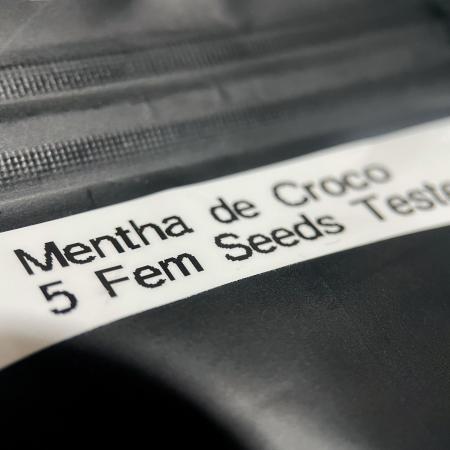 Mentha de Croco
5 Fem Seeds Teste